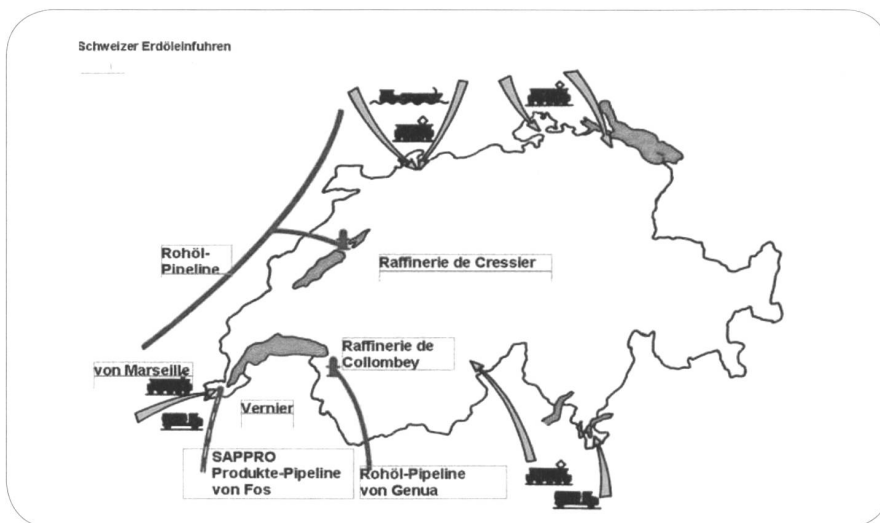 Schweizer Erdöleinfuhren
Rohöl-
Pipeline
Raffinerie de Cressier
Raffinerie de
Collombey
von Marseille
Vernier
SAPPRO
Produkte-Pipeline
von Fos
Rohöl-Pipeline
von Genua